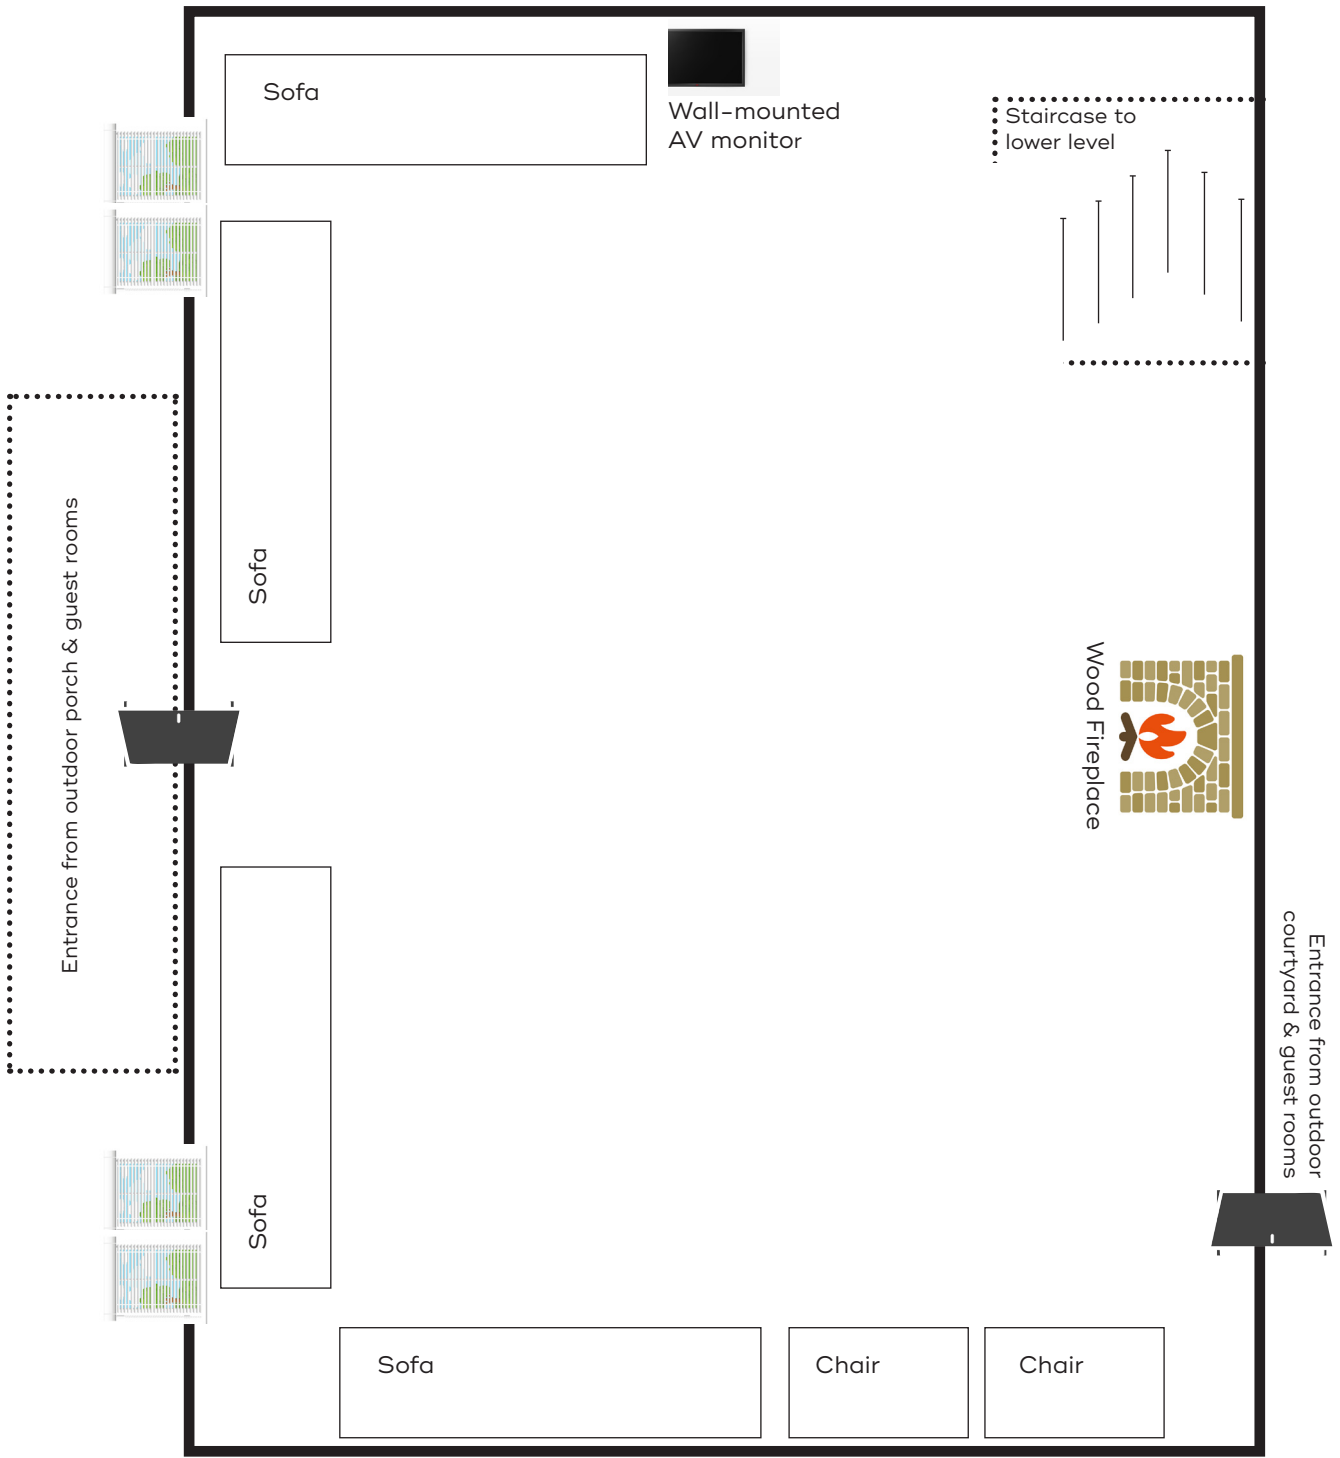 Sofa
Wall-mounted
AV monitor
Staircase to
lower level
Sofa
Entrance from outdoor porch & guest rooms
Wood Fireplace
Entrance from outdoor
courtyard & guest rooms
Sofa
Sofa
Chair
Chair